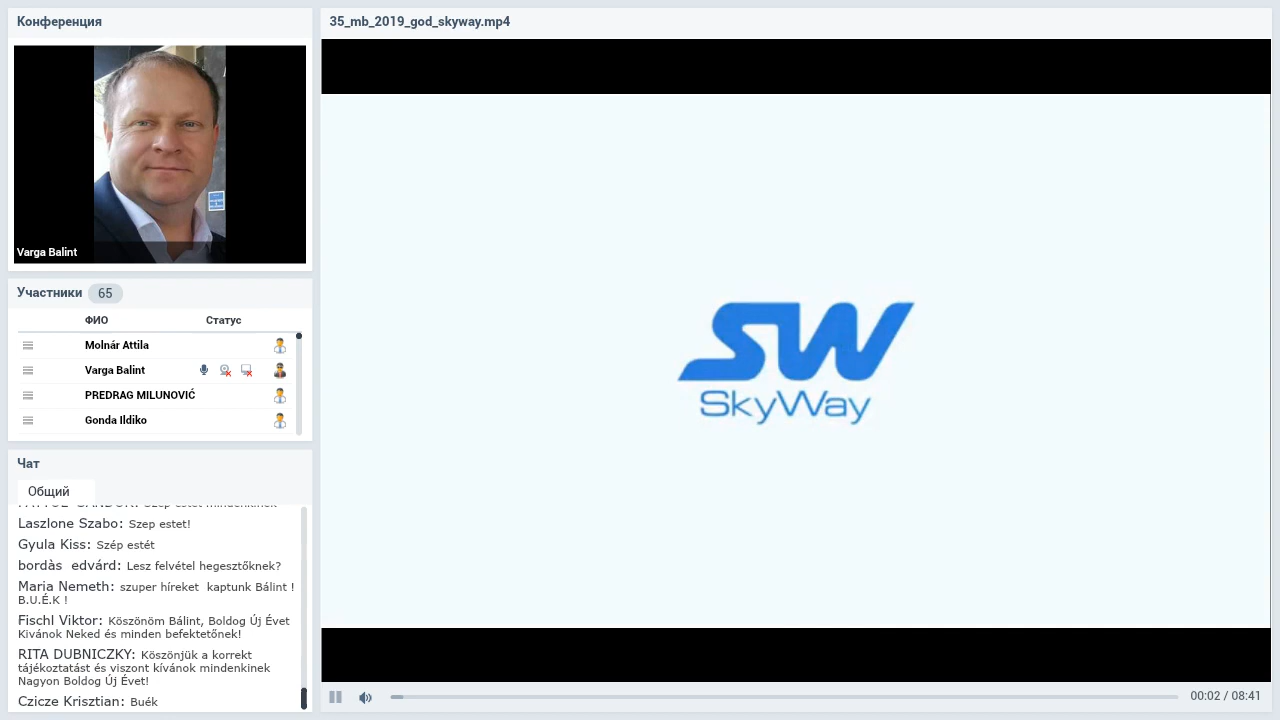 Конференция
Varga Balint
Участники 65
ФИО Статус
Molnár Attila
Varga Balint
PREDRAG MILUNOVIĆ
Gonda Ildiko
Чат
Общий
Laszlone Szabo: Szep estet!
Gyula Kiss: Szép estét
bordàs edvárd: Lesz felvétel hegesztőknek?
Maria Nemeth: szuper híreket kaptunk Bálint !
B.U.É.K !
Fischl Viktor: Köszönöm Bálint, Boldog Új Évet
Kivánok Neked és minden befektetőnek!
RITA DUBNICZKY: Köszönjük a korrekt
tájékoztatást és viszont kívánok mindenkinek
Nagyon Boldog Új Évet!
Czicze Krisztian: Buék
35_mb_2019_god_skyway.mp4
SW
SkyWay
00:02 / 08:41